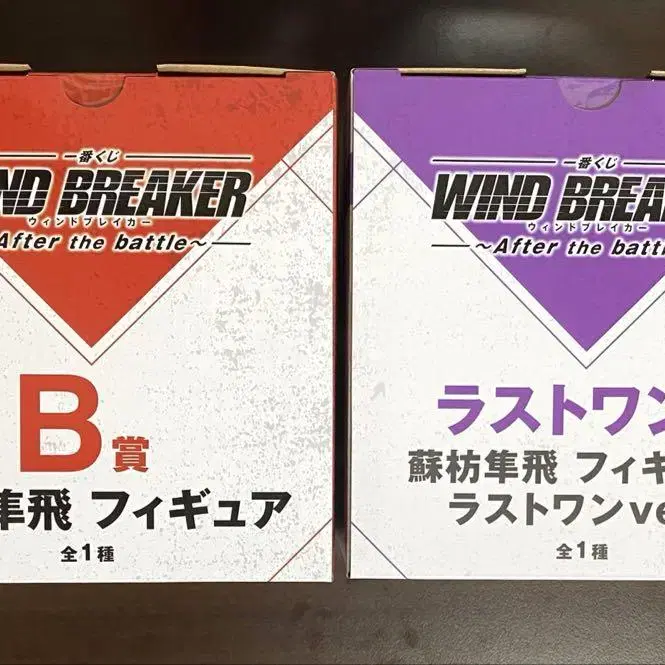 一番くじ
ND BREAKER
ウィンドブレイカー
After the battle～
B賞
隼飛 フィギュア
全1種
一番くじ
WIND BREA
ウィンドブレイカー
～After the battl
ラストワン
蘇枋隼飛 フィギ
ラストワンve
全1種